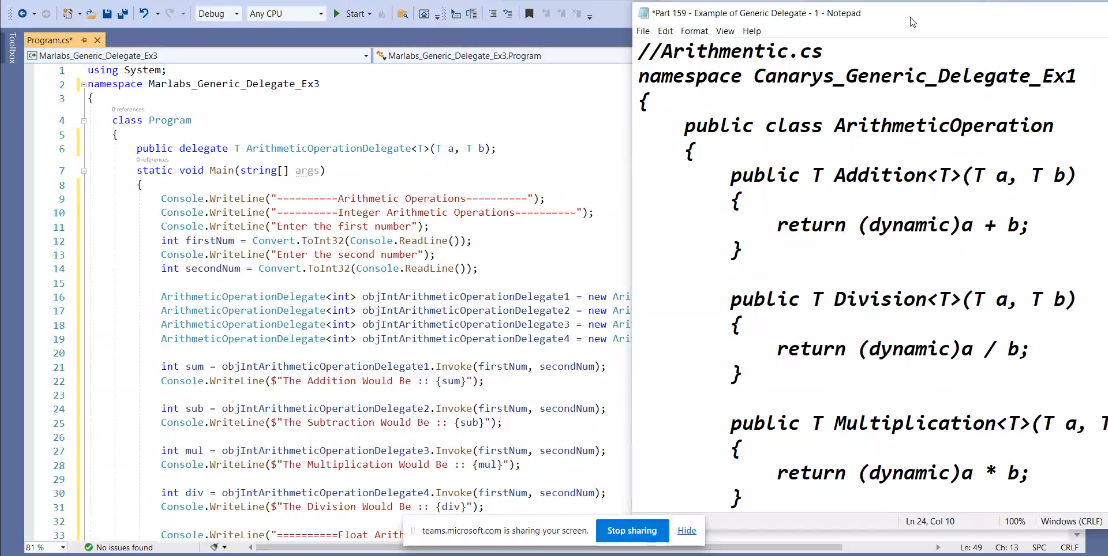 Debug
Any CPU
Start
*Part 159 - Example of Generic Delegate - 1 - Notepad
File Edit Format View Help
Toolbox
Program.cs*
Marlabs_Generic_Delegate_Ex3
Marlabs_Generic_Delegate_Ex3.Program
1 using System;
2 namespace Marlabs_Generic_Delegate_Ex3
3 {
0 references
4 class Program
5 {
6 public delegate T ArithmeticOperationDelegate<T>(T a, T b);
0 references
7 static void Main(string[] args)
8 {
9 Console.WriteLine("----------Arithmetic Operations----------");
10 Console.WriteLine("----------Integer Arithmetic Operations----------");
11 Console.WriteLine("Enter the first number");
12 int firstNum = Convert.ToInt32(Console.ReadLine());
13 Console.WriteLine("Enter the second number");
14 int secondNum = Convert.ToInt32(Console.ReadLine());
15
16 ArithmeticOperationDelegate<int> objIntArithmeticOperationDelegate1 = new Ari
17 ArithmeticOperationDelegate<int> objIntArithmeticOperationDelegate2 = new Ari
18 ArithmeticOperationDelegate<int> objIntArithmeticOperationDelegate3 = new Ari
19 ArithmeticOperationDelegate<int> objIntArithmeticOperationDelegate4 = new Ari
20
21 int sum = objIntArithmeticOperationDelegate1.Invoke(firstNum, secondNum);
22 Console.WriteLine($"The Addition Would Be :: {sum}");
23
24 int sub = objIntArithmeticOperationDelegate2.Invoke(firstNum, secondNum);
25 Console.WriteLine($"The Subtraction Would Be :: {sub}");
26
27 int mul = objIntArithmeticOperationDelegate3.Invoke(firstNum, secondNum);
28 Console.WriteLine($"The Multiplication Would Be :: {mul}");
29
30 int div = objIntArithmeticOperationDelegate4.Invoke(firstNum, secondNum);
31 Console.WriteLine($"The Division Would Be :: {div}");
32
33 Console.WriteLine("==========Float Arith
//Arithmentic.cs
namespace Canarys_Generic_Delegate_Ex1
{
public class ArithmeticOperation
{
public T Addition<T>(T a, T b)
{
return (dynamic)a + b;
}
public T Division<T>(T a, T b)
{
return (dynamic)a / b;
}
public T Multiplication<T>(T a, T
{
return (dynamic)a * b;
}
Ln 24, Col 10 100% Windows (CRLF)
teams.microsoft.com is sharing your screen. Stop sharing Hide
81 % No issues found
Ln: 49 Ch: 13 SPC CRLF